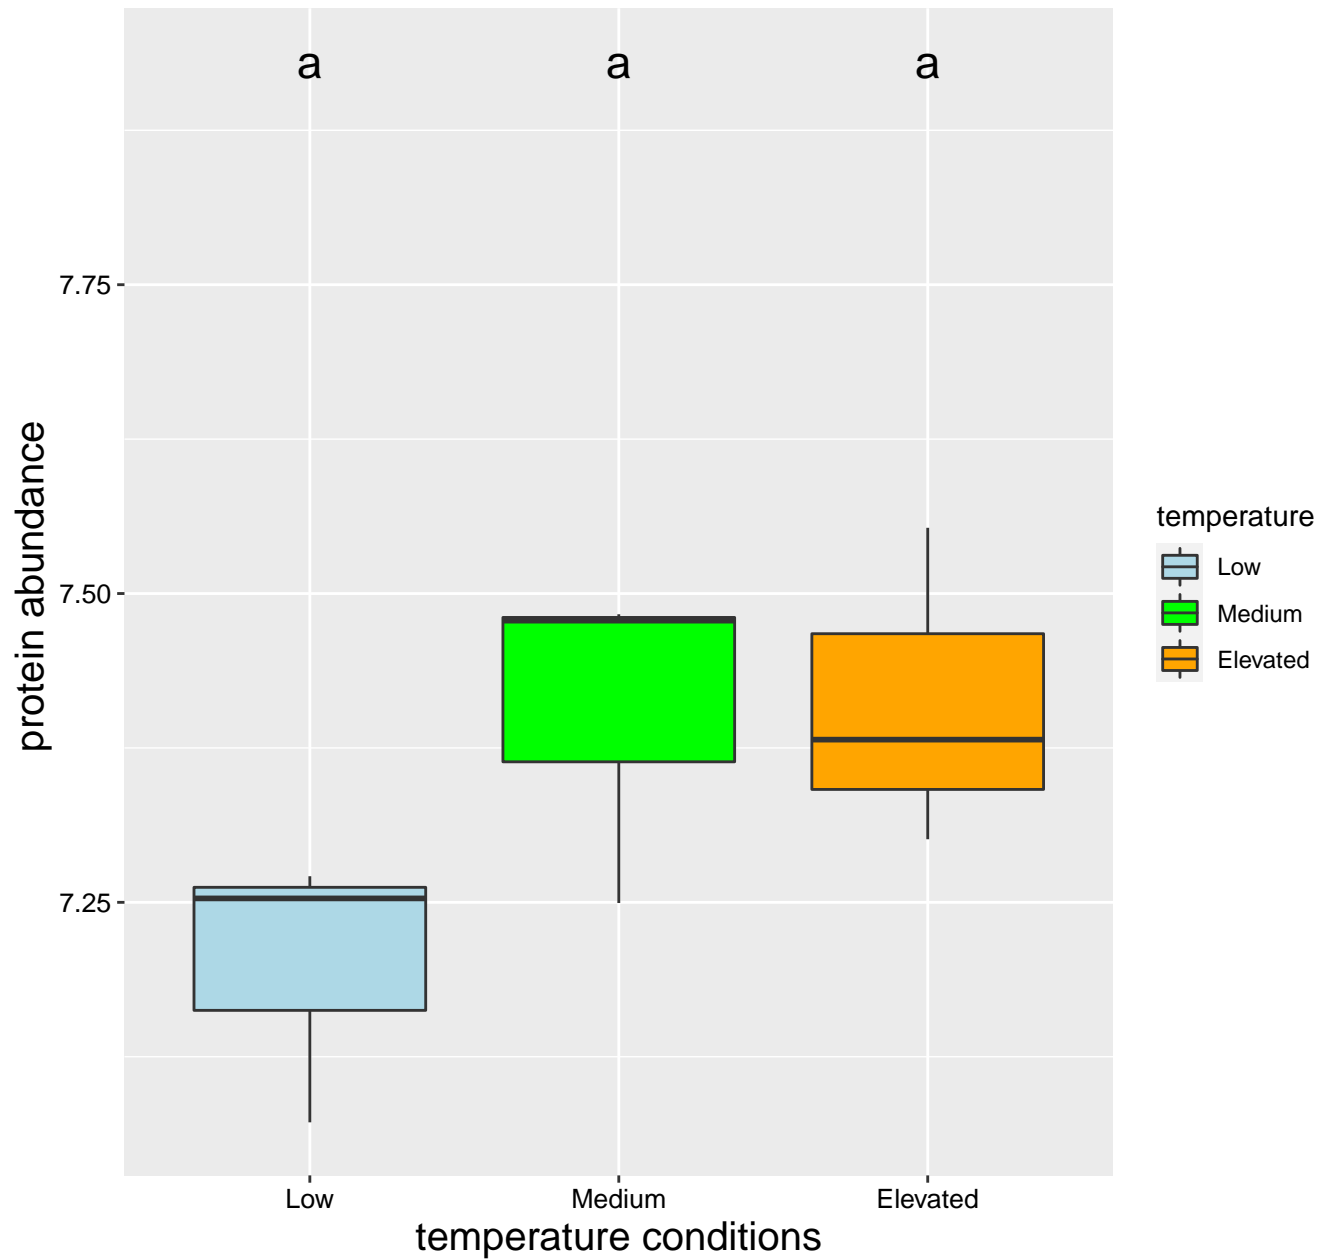 a a a
7.75
7.50
7.25
protein abundance
Low Medium Elevated
temperature conditions
temperature
Low
Medium
Elevated